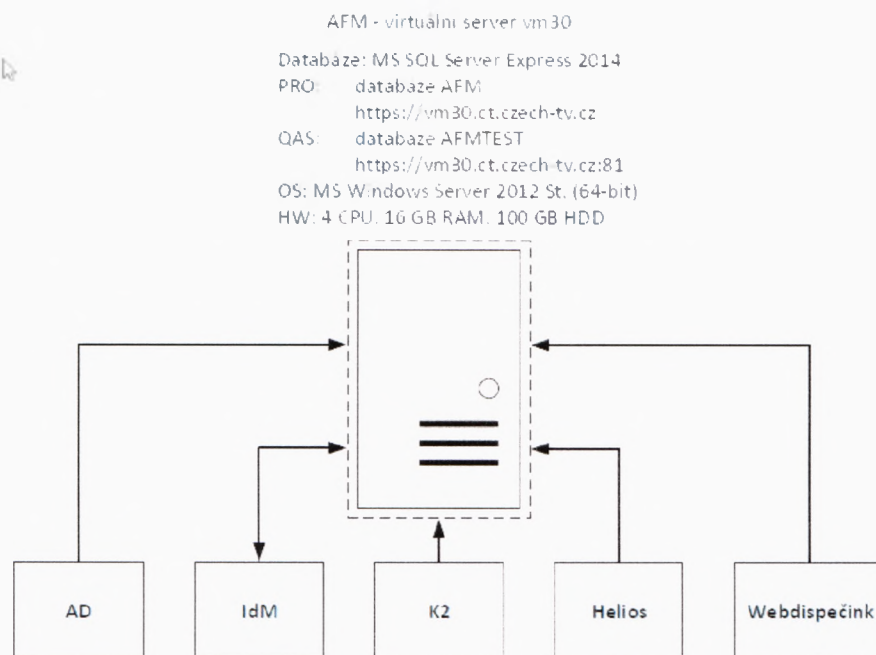 AFM - virtuální server vm30
Databáze: MS SQL Server Express 2014
PRO: databáze AFM
https://vm30.ct.czech-tv.cz
QAS: databáze AFMTEST
https://vm30.ct.czech-tv.cz:81
OS: MS Windows Server 2012 St. (64-bit)
HW: 4 CPU, 16 GB RAM, 100 GB HDD
AD
IdM
K2
Helios
Webdispečink